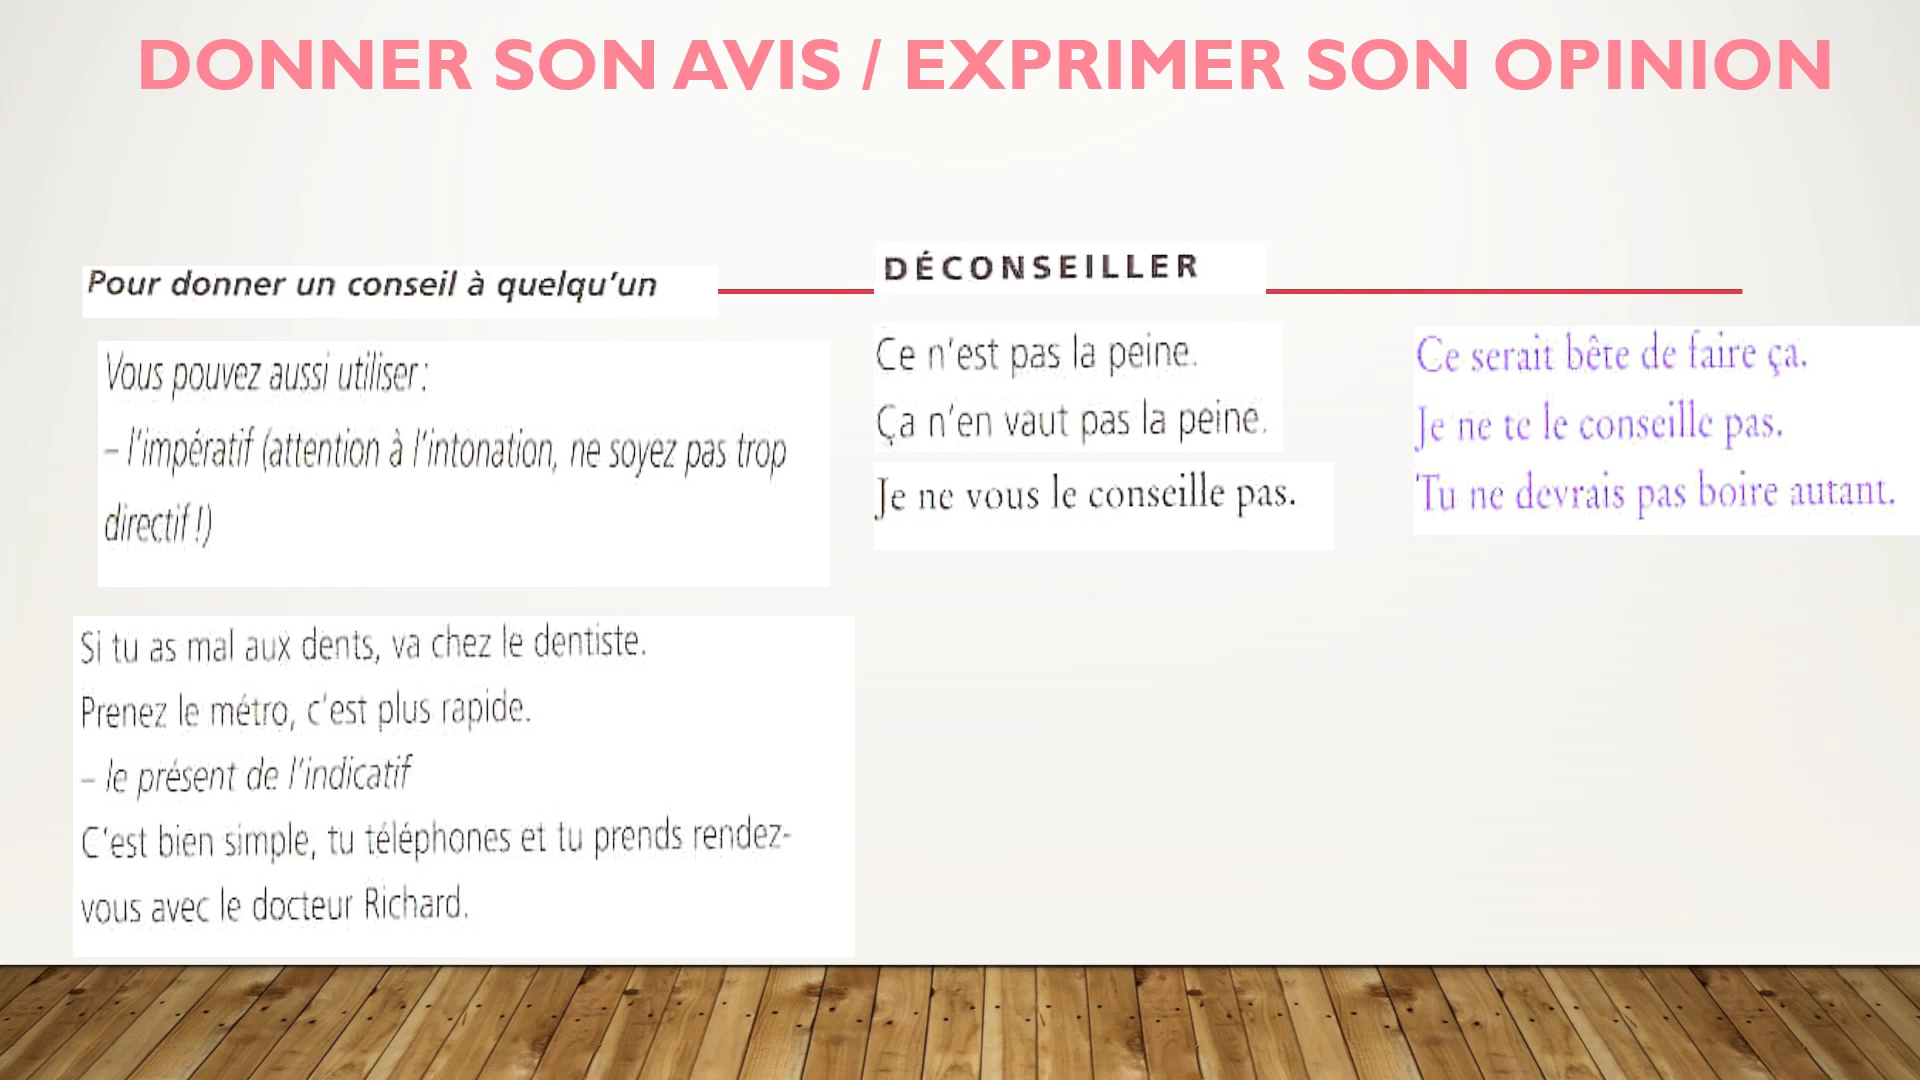 DONNER SON AVIS / EXPRIMER SON OPINION
Pour donner un conseil à quelqu'un
Vous pouvez aussi utiliser :
– l'impératif (attention à l'intonation, ne soyez pas trop
directif !)
Si tu as mal aux dents, va chez le dentiste.
Prenez le métro, c'est plus rapide.
– le présent de l'indicatif
C'est bien simple, tu téléphones et tu prends rendez-
vous avec le docteur Richard.
DÉCONSEILLER
Ce n'est pas la peine.
Ça n'en vaut pas la peine.
Je ne vous le conseille pas.
Ce serait bête de faire ça.
Je ne te le conseille pas.
Tu ne devrais pas boire autant.